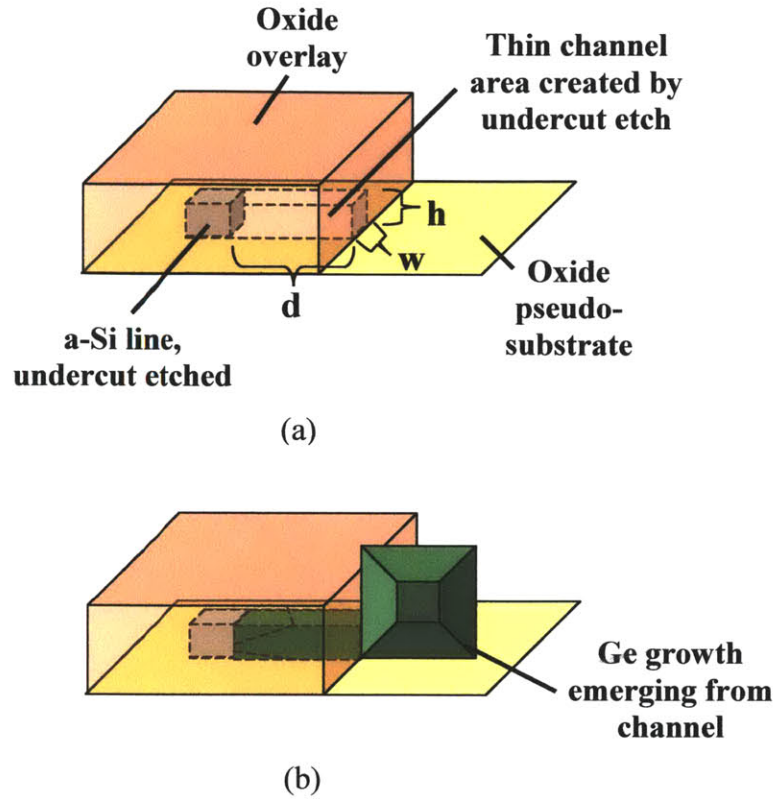 Oxide
overlay
Thin channel
area created by
undercut etch
h
w
d
Oxide
pseudo-
substrate
a-Si line,
undercut etched
(a)
Ge growth
emerging from
channel
(b)